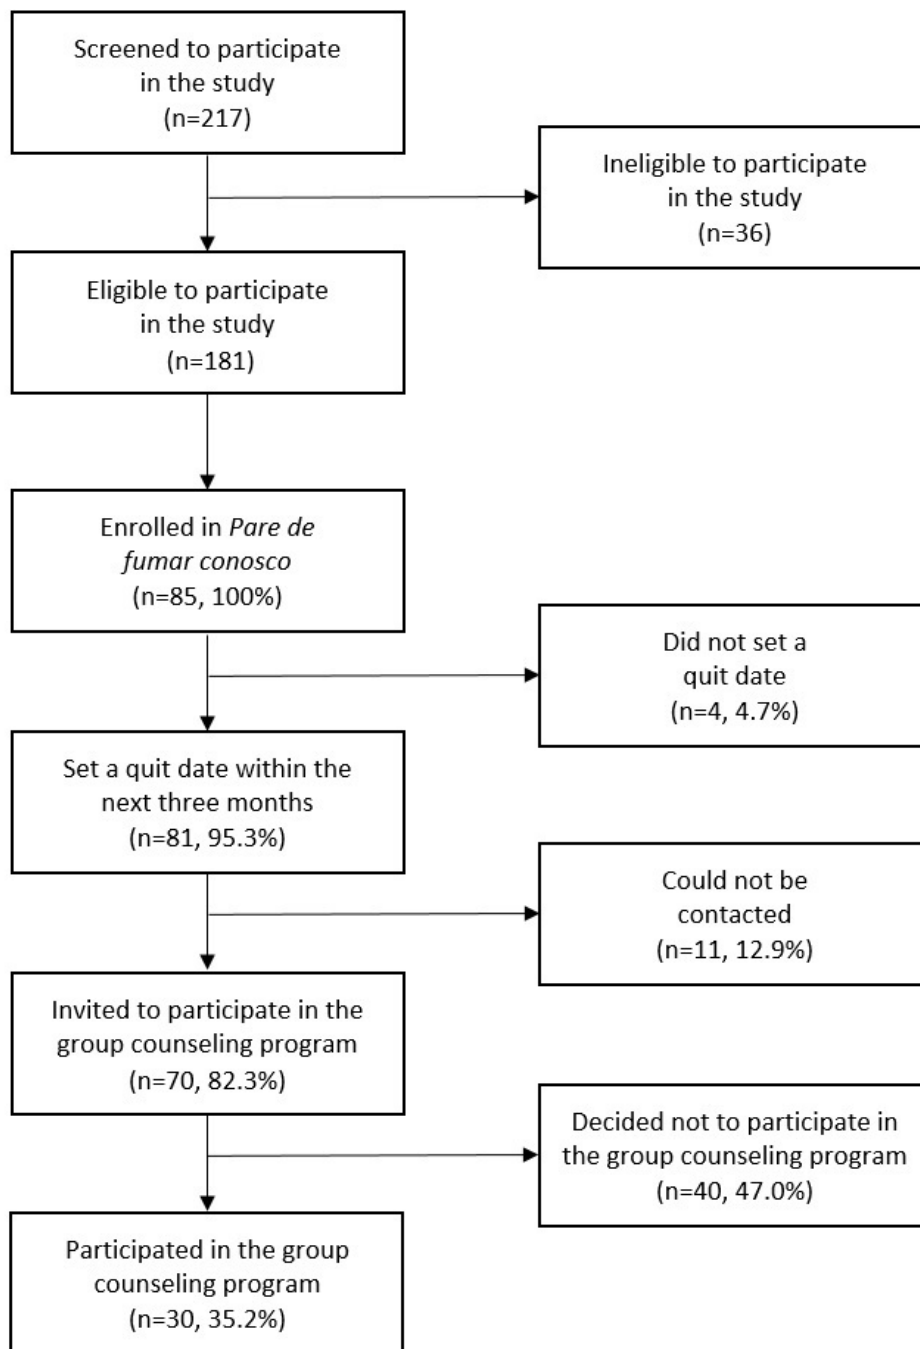 Screened to participate
in the study
(n=217)
Ineligible to participate
in the study
(n=36)
Eligible to participate
in the study
(n=181)
Enrolled in Pare de
fumar conosco
(n=85, 100%)
Did not set a
quit date
(n=4, 4.7%)
Set a quit date within the
next three months
(n=81, 95.3%)
Could not be
contacted
(n=11, 12.9%)
Invited to participate in the
group counseling program
(n=70, 82.3%)
Decided not to participate in
the group counseling program
(n=40, 47.0%)
Participated in the group
counseling program
(n=30, 35.2%)